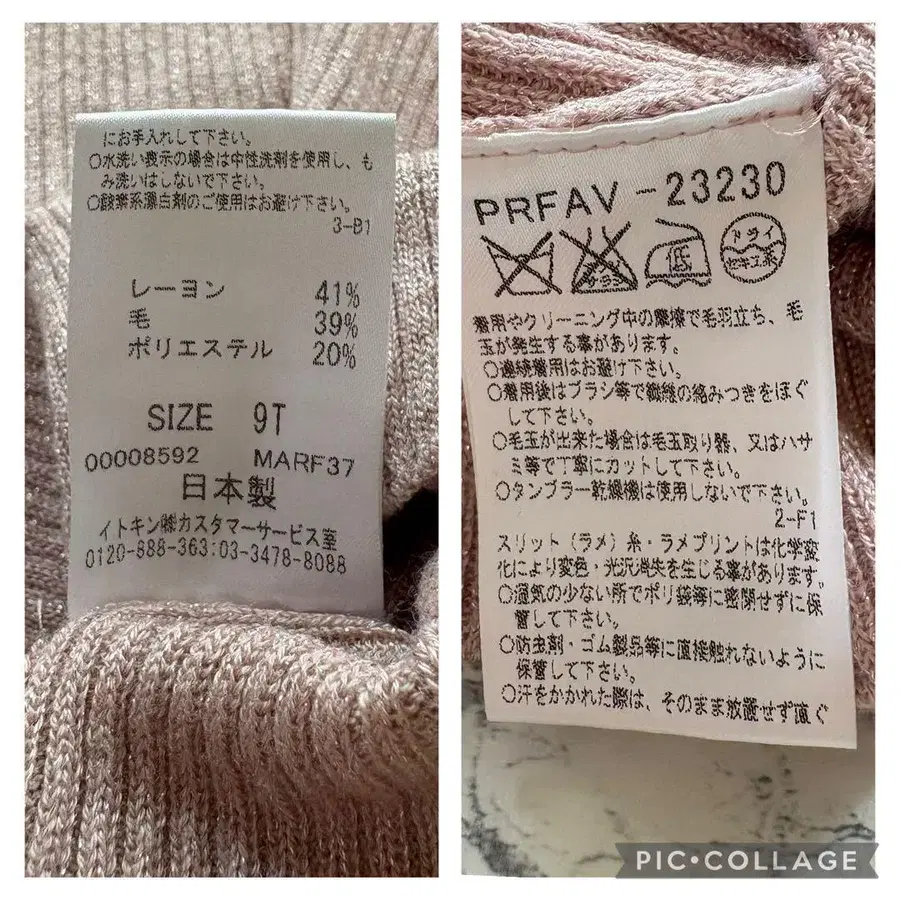 にお手入れして下さい。
○水洗い表示の場合は中性洗剤を使用し、も
み洗いはしないで下さい。
○酸素系漂白剤のご使用はお避け下さい。
3-B1
レーヨン 41%
毛 39%
ポリエステル 20%
SIZE 9T
00008592 MARF37
日本製
イトキン㈱カスタマーサービス室
0120-888-363:03-3478-8088
PRFAV-23230
エンソサラシ 低 ドライ セキユ系
着用やクリーニング中の摩擦で毛羽立ち、毛
玉が発生する事があります。
○連続着用はお避け下さい。
○着用後はブラシ等で繊維の絡みつきをほぐ
して下さい。
○毛玉が出来た場合は毛玉取り器、又はハサ
ミ等で丁寧にカットして下さい。
○タンブラー乾燥機は使用しないで下さい。
2-F1
スリット（ラメ）糸・ラメプリントは化学変
化により変色・光沢消失を生じる事があります。
○通気の少ない所でポリ袋等に密閉せずに保
管して下さい。
○防虫剤・ゴム製品等に直接触れないように
保管して下さい。
○汗をかかれた際は、そのまま放置せず直ぐ
PIC•COLLAGE